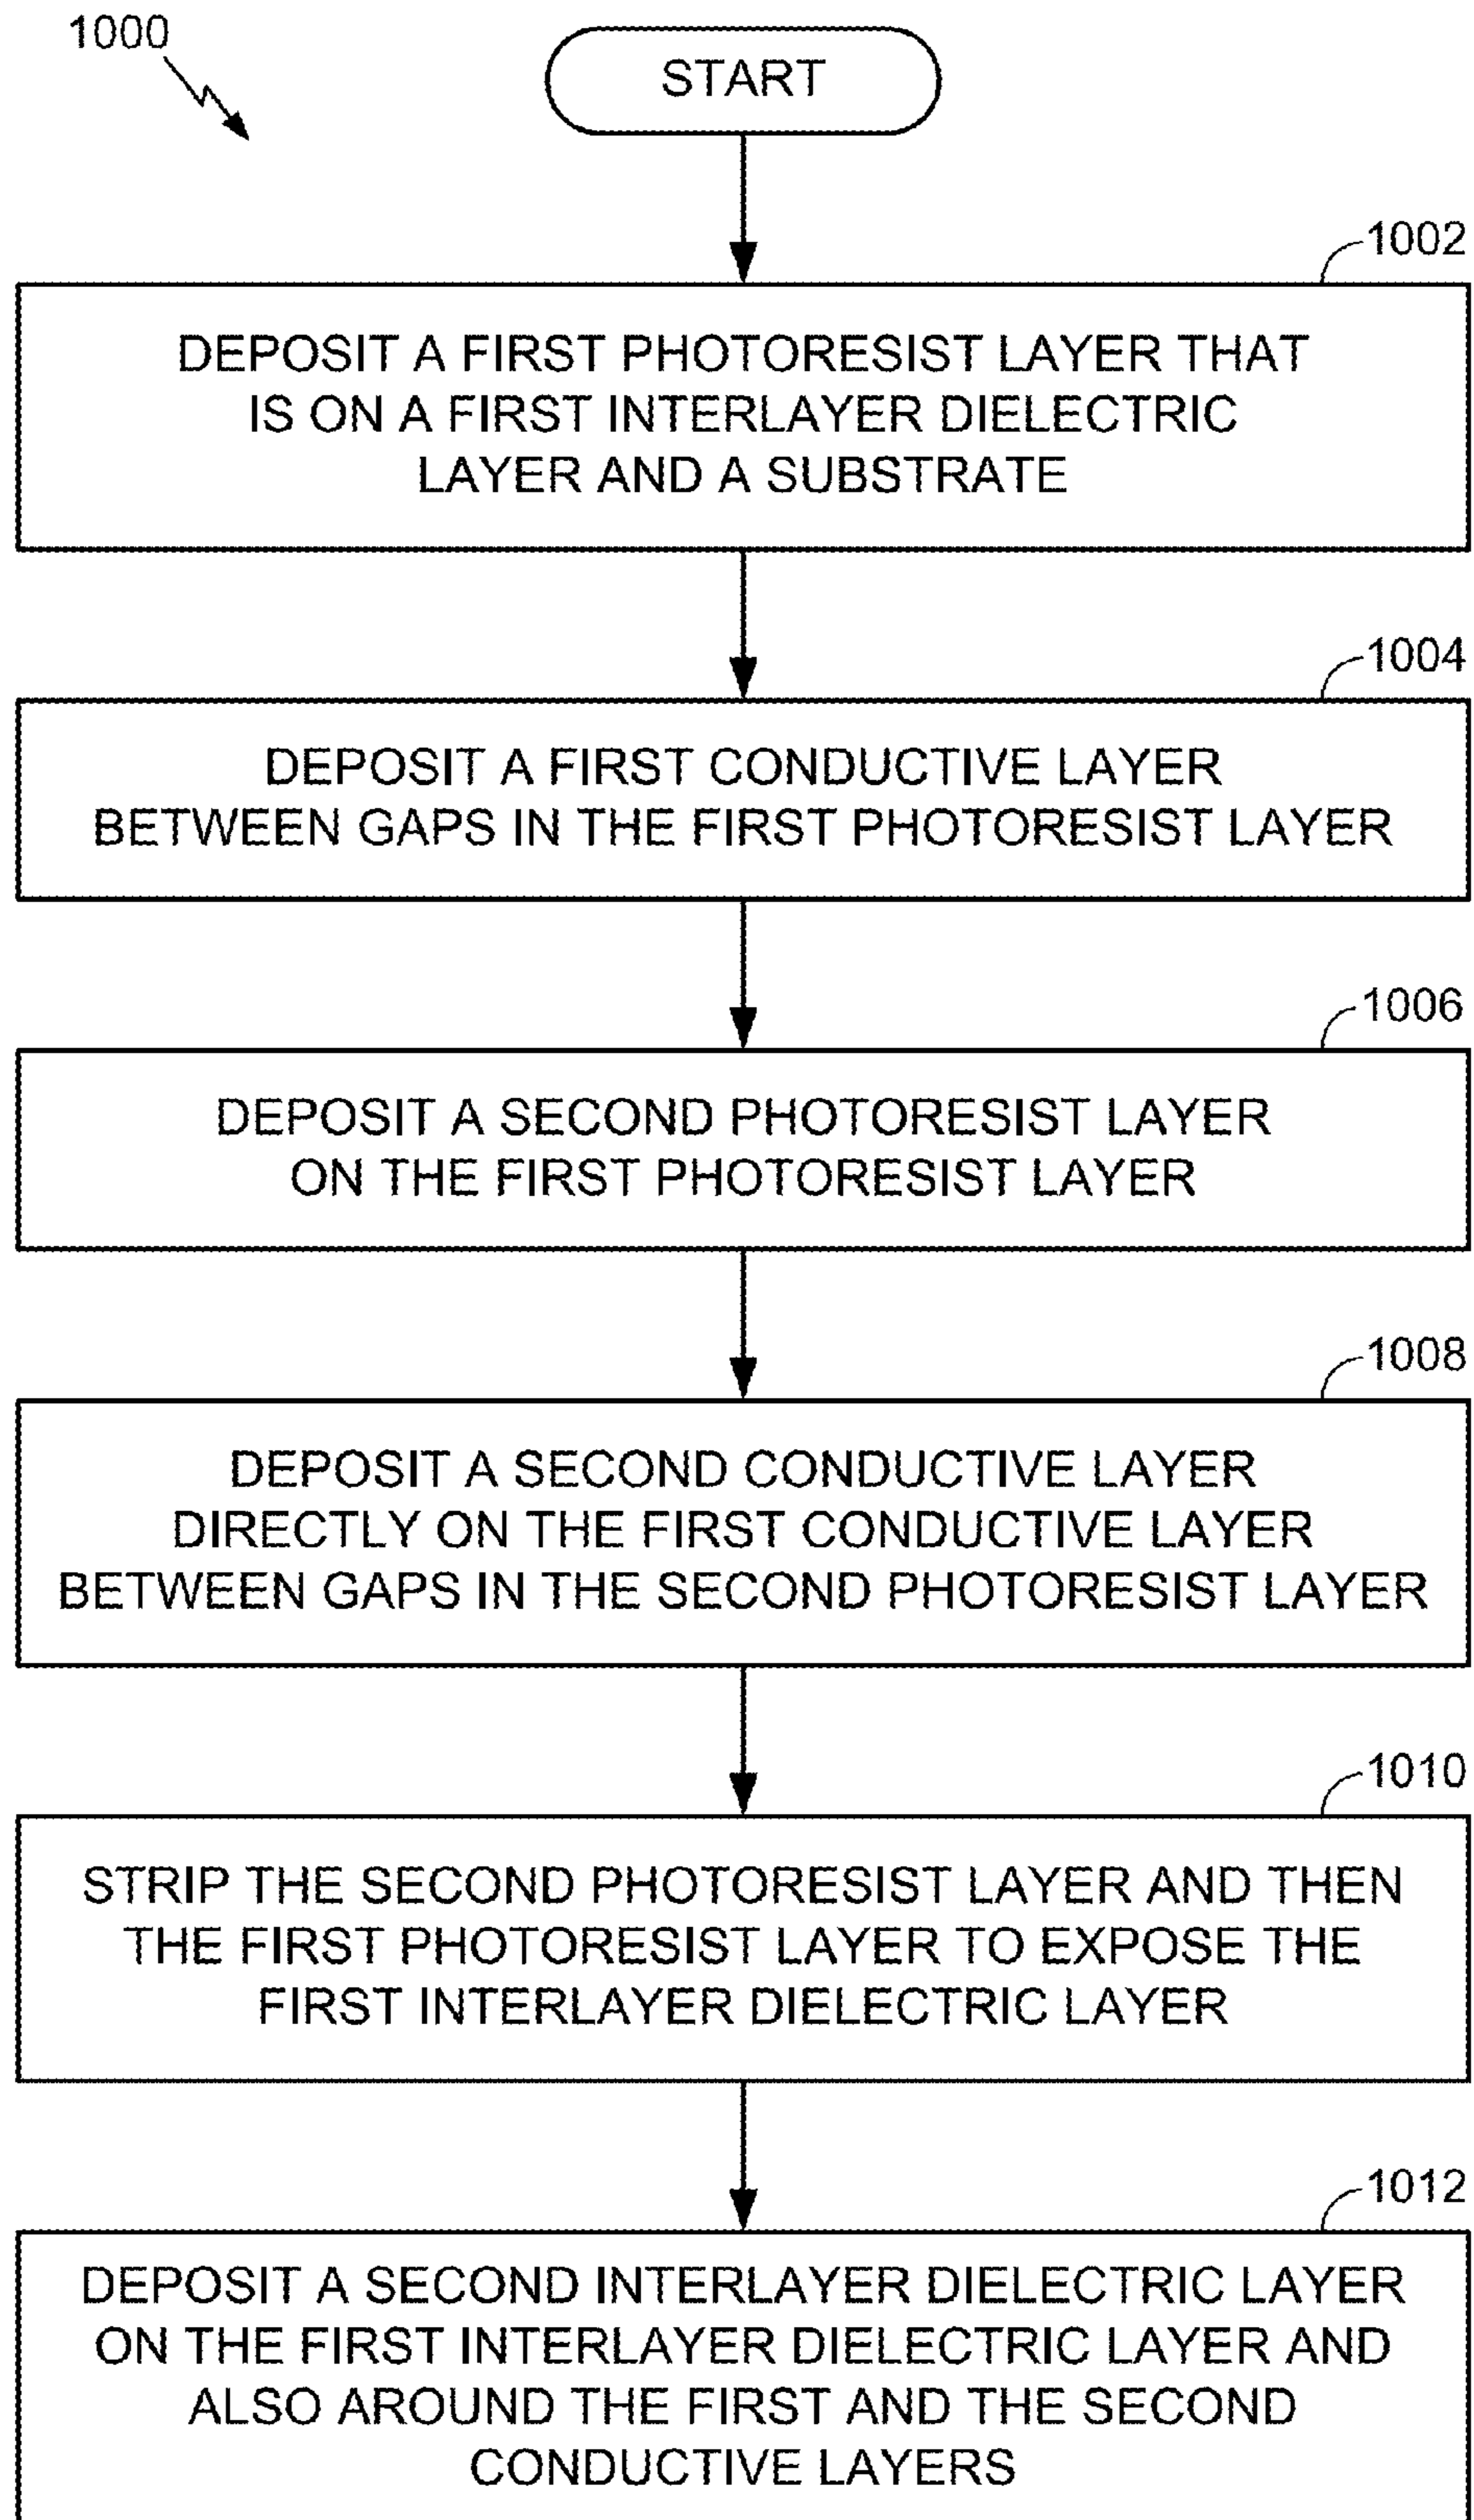 1000
START
1002
DEPOSIT A FIRST PHOTORESIST LAYER THAT
IS ON A FIRST INTERLAYER DIELECTRIC
LAYER AND A SUBSTRATE
1004
DEPOSIT A FIRST CONDUCTIVE LAYER
BETWEEN GAPS IN THE FIRST PHOTORESIST LAYER
1006
DEPOSIT A SECOND PHOTORESIST LAYER
ON THE FIRST PHOTORESIST LAYER
1008
DEPOSIT A SECOND CONDUCTIVE LAYER
DIRECTLY ON THE FIRST CONDUCTIVE LAYER
BETWEEN GAPS IN THE SECOND PHOTORESIST LAYER
1010
STRIP THE SECOND PHOTORESIST LAYER AND THEN
THE FIRST PHOTORESIST LAYER TO EXPOSE THE
FIRST INTERLAYER DIELECTRIC LAYER
1012
DEPOSIT A SECOND INTERLAYER DIELECTRIC LAYER
ON THE FIRST INTERLAYER DIELECTRIC LAYER AND
ALSO AROUND THE FIRST AND THE SECOND
CONDUCTIVE LAYERS